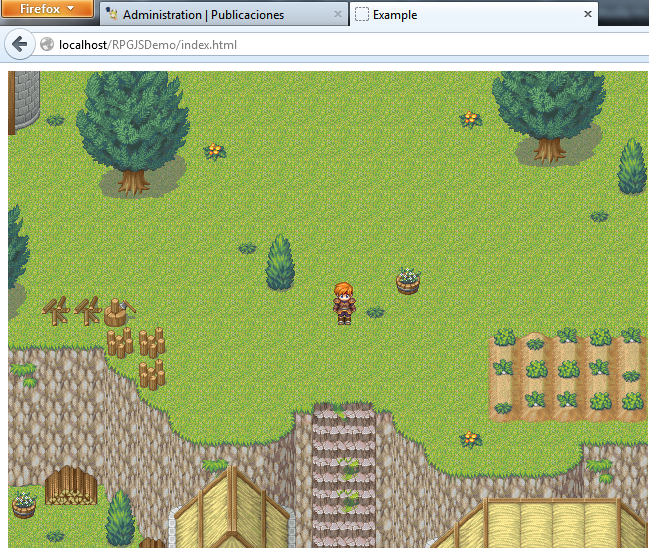 Firefox
Administration | Publicaciones
Example
localhost/RPGJSDemo/index.html